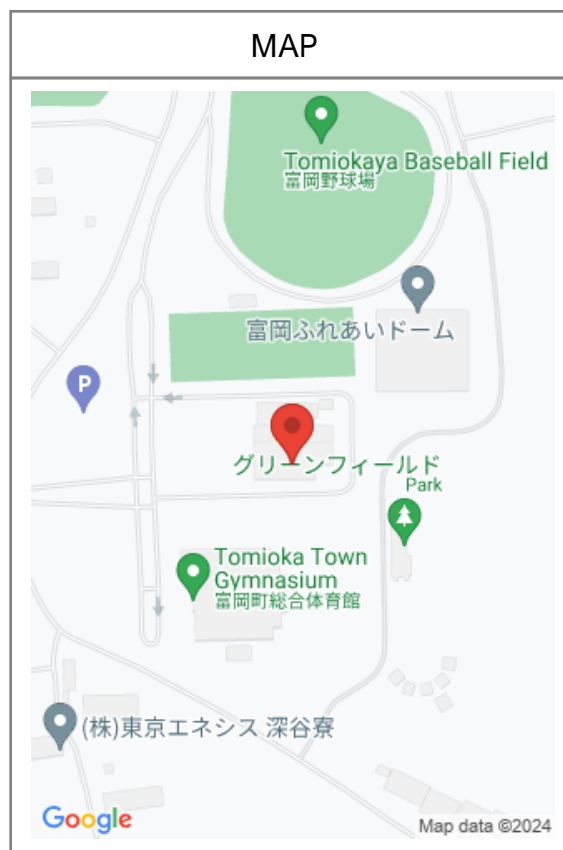 MAP
Tomiokaya Baseball Field
富岡野球場
富岡ふれあいドーム
P
グリーンフィールド
Park
Tomioka Town
Gymnasium
富岡町総合体育館
(株)東京エネシス 深谷寮
Google
Map data ©2024